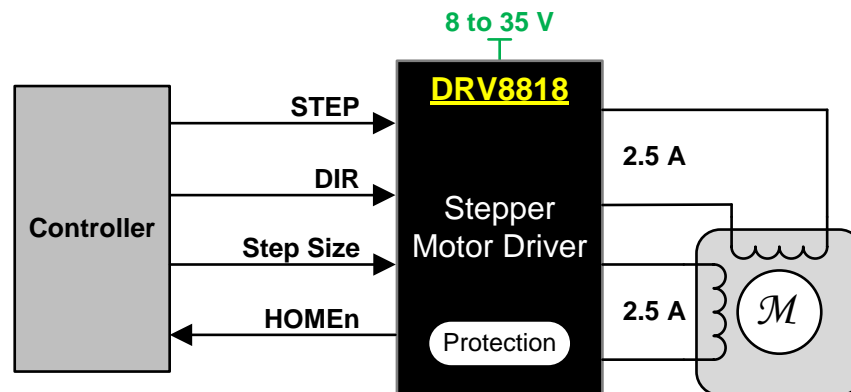 8 to 35 V
DRV8818
STEP
2.5 A
DIR
Controller
Stepper
Motor Driver
Step Size
HOMEn
2.5 A
M
Protection